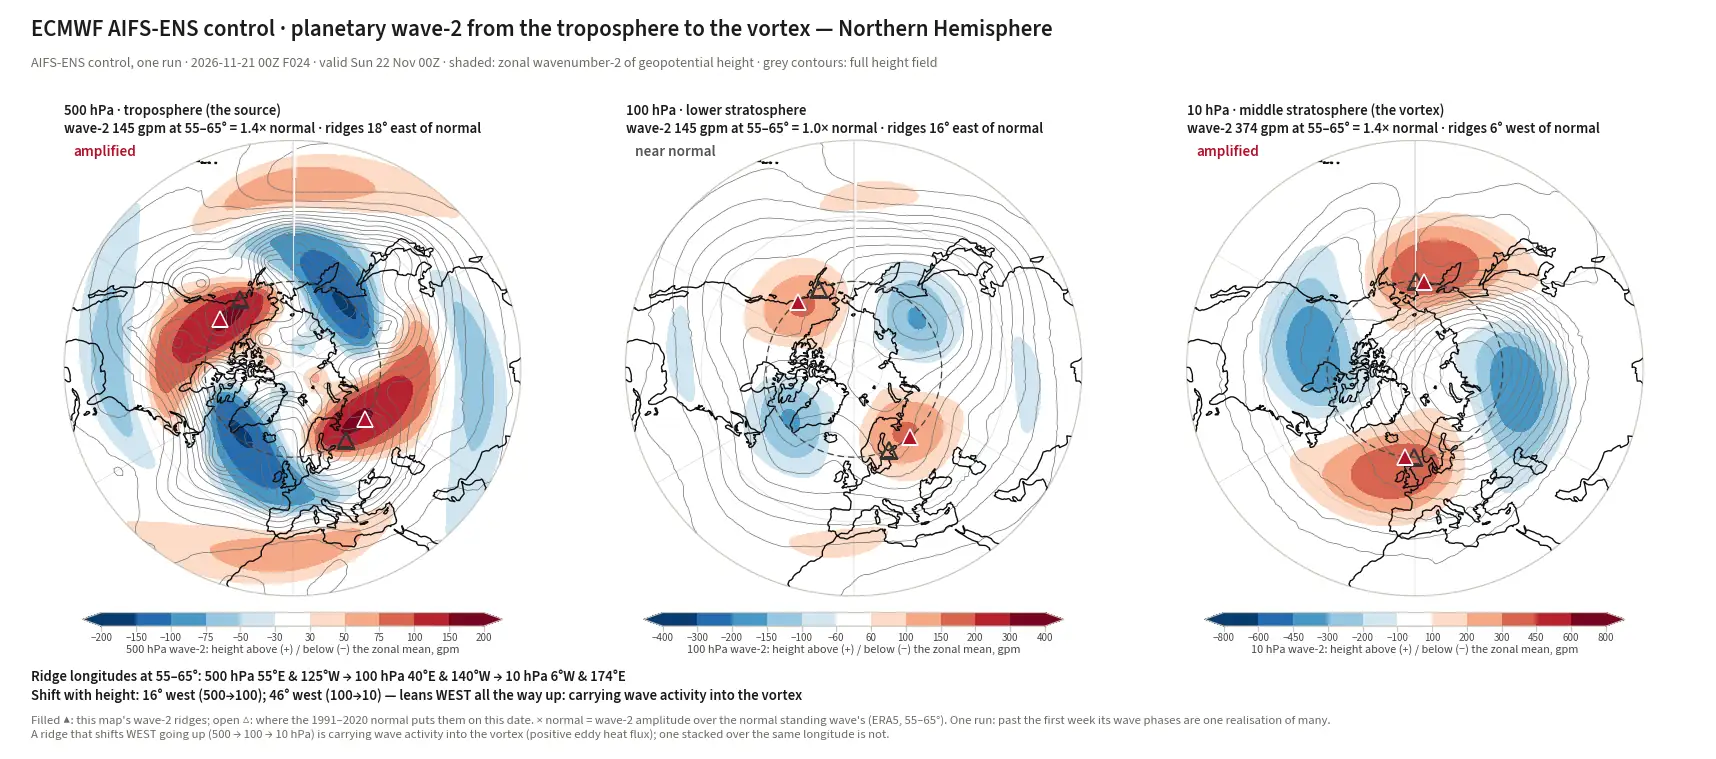 ECMWF AIFS-ENS control · planetary wave-2 from the troposphere to the vortex — Northern Hemisphere
AIFS-ENS control, one run · 2026-11-21 00Z F024 · valid Sun 22 Nov 00Z · shaded: zonal wavenumber-2 of geopotential height · grey contours: full height field
500 hPa · troposphere (the source)
wave-2 145 gpm at 55–65° = 1.4× normal · ridges 18° east of normal
amplified
100 hPa · lower stratosphere
wave-2 145 gpm at 55–65° = 1.0× normal · ridges 16° east of normal
near normal
10 hPa · middle stratosphere (the vortex)
wave-2 374 gpm at 55–65° = 1.4× normal · ridges 6° west of normal
amplified
−200 −150 −100 −75 −50 −30 30 50 75 100 150 200
500 hPa wave-2: height above (+) / below (−) the zonal mean, gpm
−400 −300 −200 −150 −100 −60 60 100 150 200 300 400
100 hPa wave-2: height above (+) / below (−) the zonal mean, gpm
−800 −600 −450 −300 −200 −100 100 200 300 450 600 800
10 hPa wave-2: height above (+) / below (−) the zonal mean, gpm
Ridge longitudes at 55–65°: 500 hPa 55°E & 125°W → 100 hPa 40°E & 140°W → 10 hPa 6°W & 174°E
Shift with height: 16° west (500→100); 46° west (100→10) — leans WEST all the way up: carrying wave activity into the vortex
Filled ▲: this map's wave-2 ridges; open △: where the 1991–2020 normal puts them on this date. × normal = wave-2 amplitude over the normal standing wave's (ERA5, 55–65°). One run: past the first week its wave phases are one realisation of many.
A ridge that shifts WEST going up (500 → 100 → 10 hPa) is carrying wave activity into the vortex (positive eddy heat flux); one stacked over the same longitude is not.